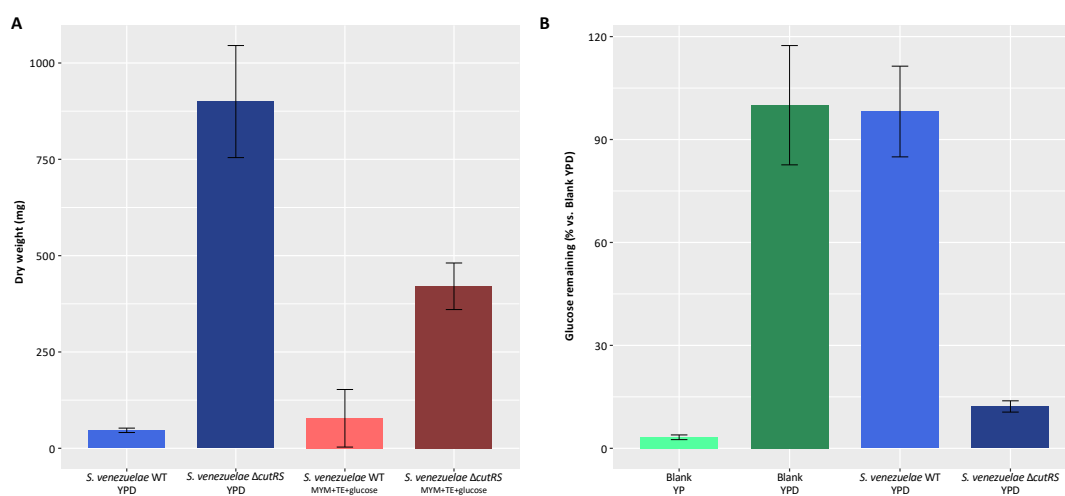 A
Dry weight (mg)
1000
750
500
250
0
S. venezuelae WT
YPD
S. venezuelae ΔcutRS
YPD
S. venezuelae WT
MYM+TE+glucose
S. venezuelae ΔcutRS
MYM+TE+glucose
B
Glucose remaining (% vs. Blank YPD)
120
90
60
30
0
Blank
YP
Blank
YPD
S. venezuelae WT
YPD
S. venezuelae ΔcutRS
YPD